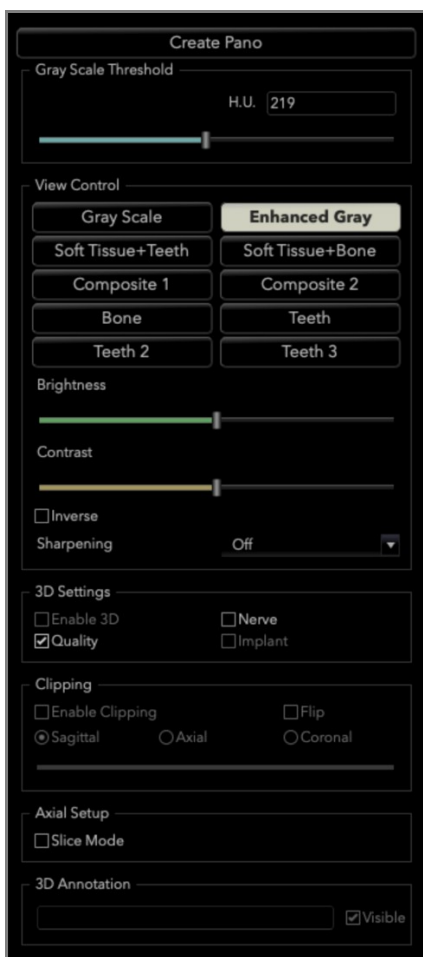 Create Pano
Gray Scale Threshold
H.U. 219
View Control
Gray Scale Enhanced Gray
Soft Tissue+Teeth Soft Tissue+Bone
Composite 1 Composite 2
Bone Teeth
Teeth 2 Teeth 3
Brightness
Contrast
Inverse
Sharpening Off
3D Settings
Enable 3D Nerve
Quality Implant
Clipping
Enable Clipping Flip
Sagittal Axial Coronal
Axial Setup
Slice Mode
3D Annotation
Visible